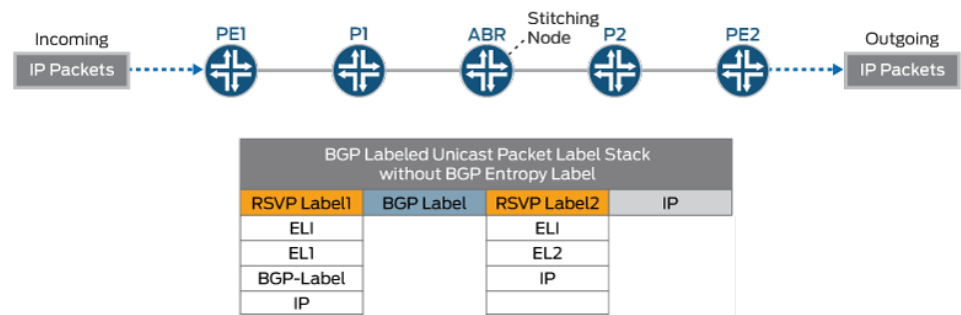 Incoming
IP Packets
PE1
P1
ABR
Stitching
Node
P2
PE2
Outgoing
IP Packets
BGP Labeled Unicast Packet Label Stack
without BGP Entropy Label
RSVP Label1 BGP Label RSVP Label2 IP
ELI ELI
EL1 EL2
BGP-Label IP
IP